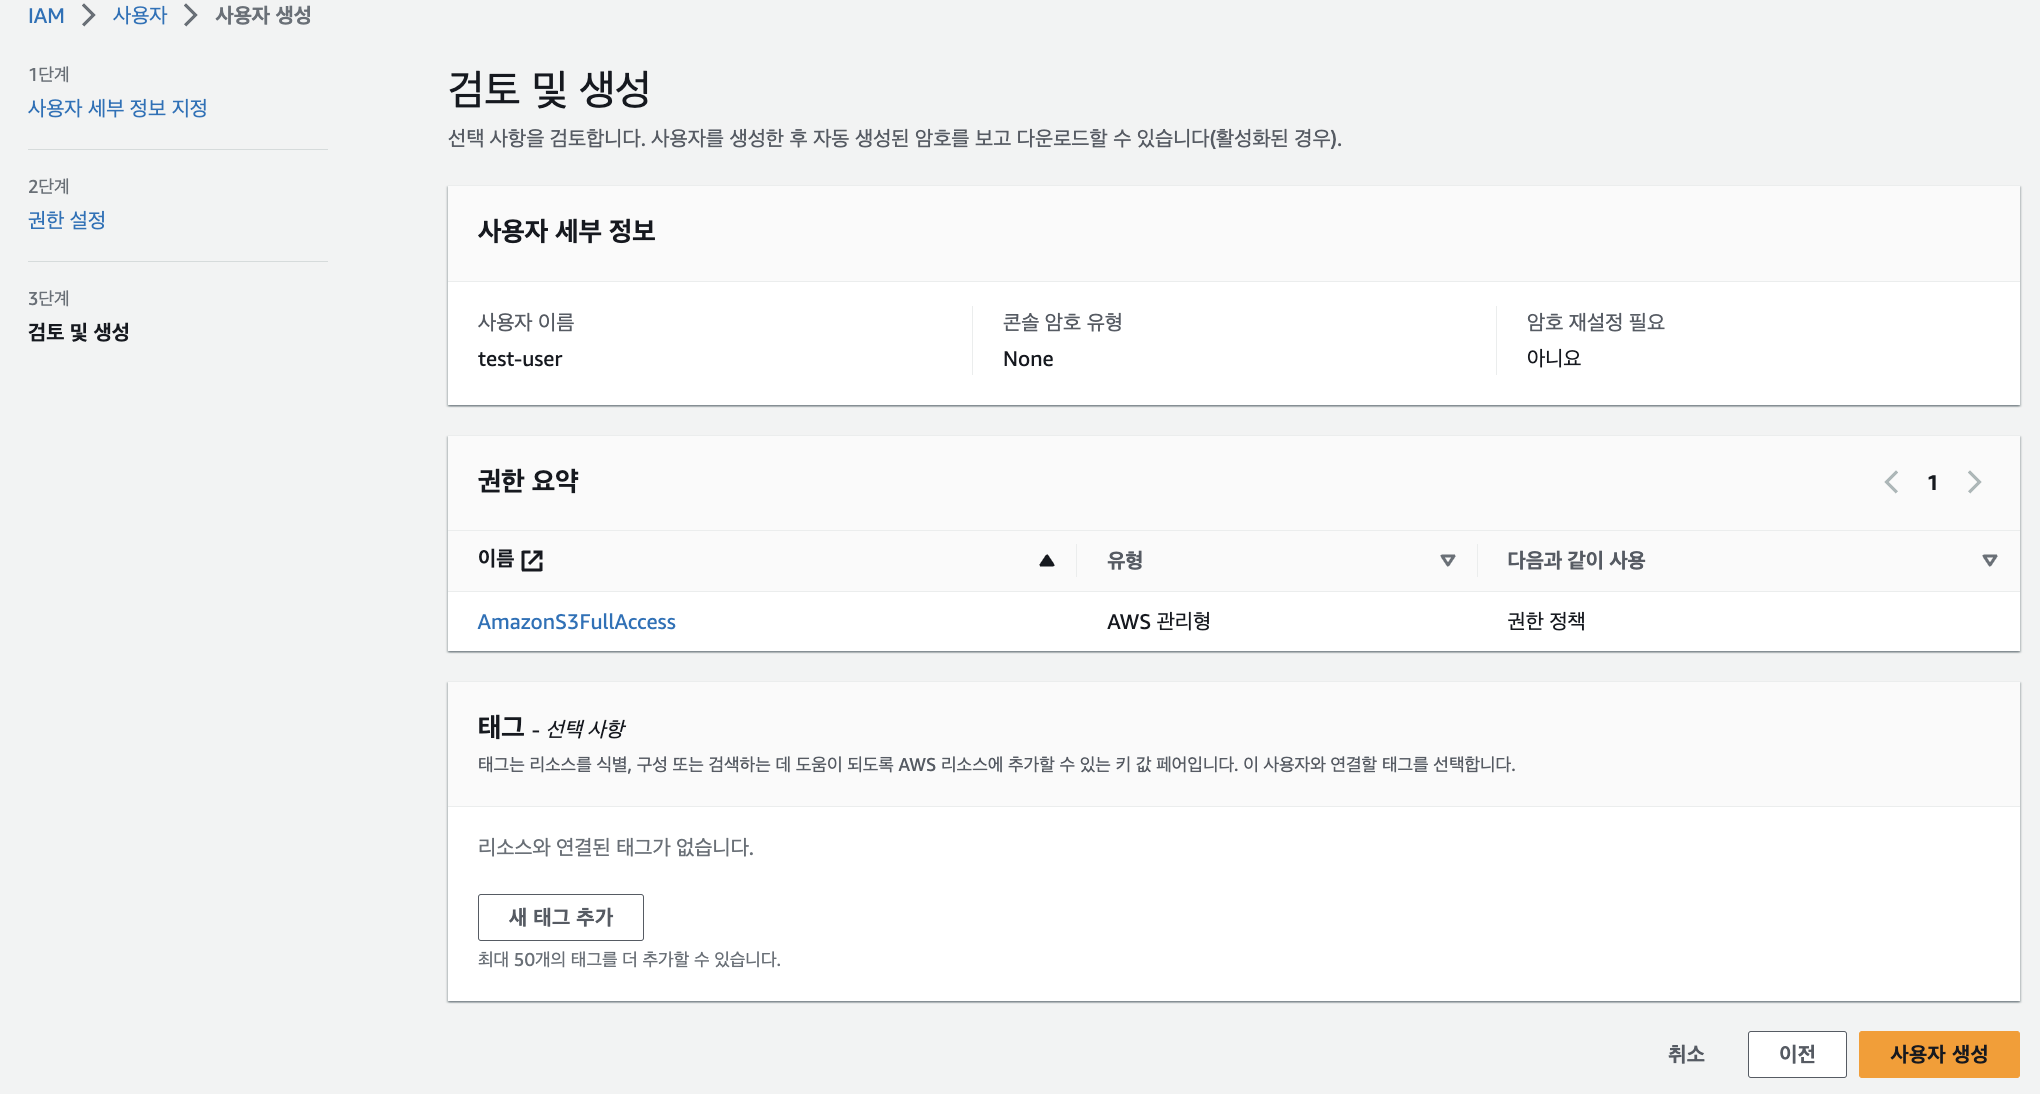 IAM 사용자 사용자 생성
1단계
사용자 세부 정보 지정
2단계
권한 설정
3단계
검토 및 생성
검토 및 생성
선택 사항을 검토합니다. 사용자를 생성한 후 자동 생성된 암호를 보고 다운로드할 수 있습니다(활성화된 경우).
사용자 세부 정보
사용자 이름
test-user
콘솔 암호 유형
None
암호 재설정 필요
아니요
권한 요약
1
이름 유형 다음과 같이 사용
AmazonS3FullAccess AWS 관리형 권한 정책
태그 - 선택 사항
태그는 리소스를 식별, 구성 또는 검색하는 데 도움이 되도록 AWS 리소스에 추가할 수 있는 키 값 페어입니다. 이 사용자와 연결할 태그를 선택합니다.
리소스와 연결된 태그가 없습니다.
새 태그 추가
최대 50개의 태그를 더 추가할 수 있습니다.
취소 이전 사용자 생성